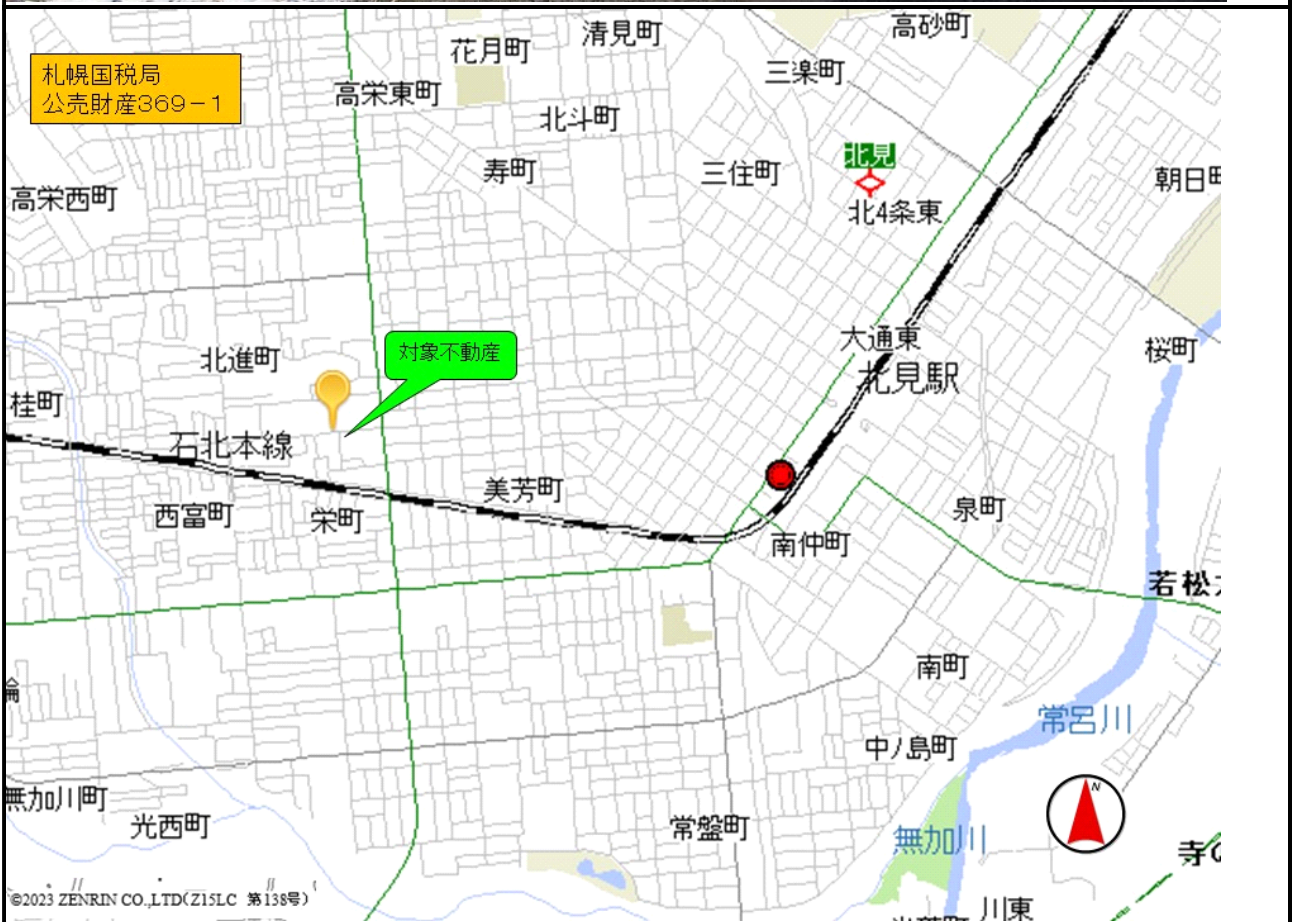 札幌国税局
公売財産369－1
清見町
高砂町
花月町
三楽町
高栄東町
北斗町
北見
寿町
三住町
朝日町
高栄西町
北4条東
大通東
対象不動産
桜町
北進町
北見駅
桂町
石北本線
美芳町
西富町
栄町
泉町
南仲町
若松
南町
常呂川
中ノ島町
N
無加川町
光西町
常盤町
無加川
寺の
©2023 ZENRIN CO.,LTD(Z15LC 第138号)
川東